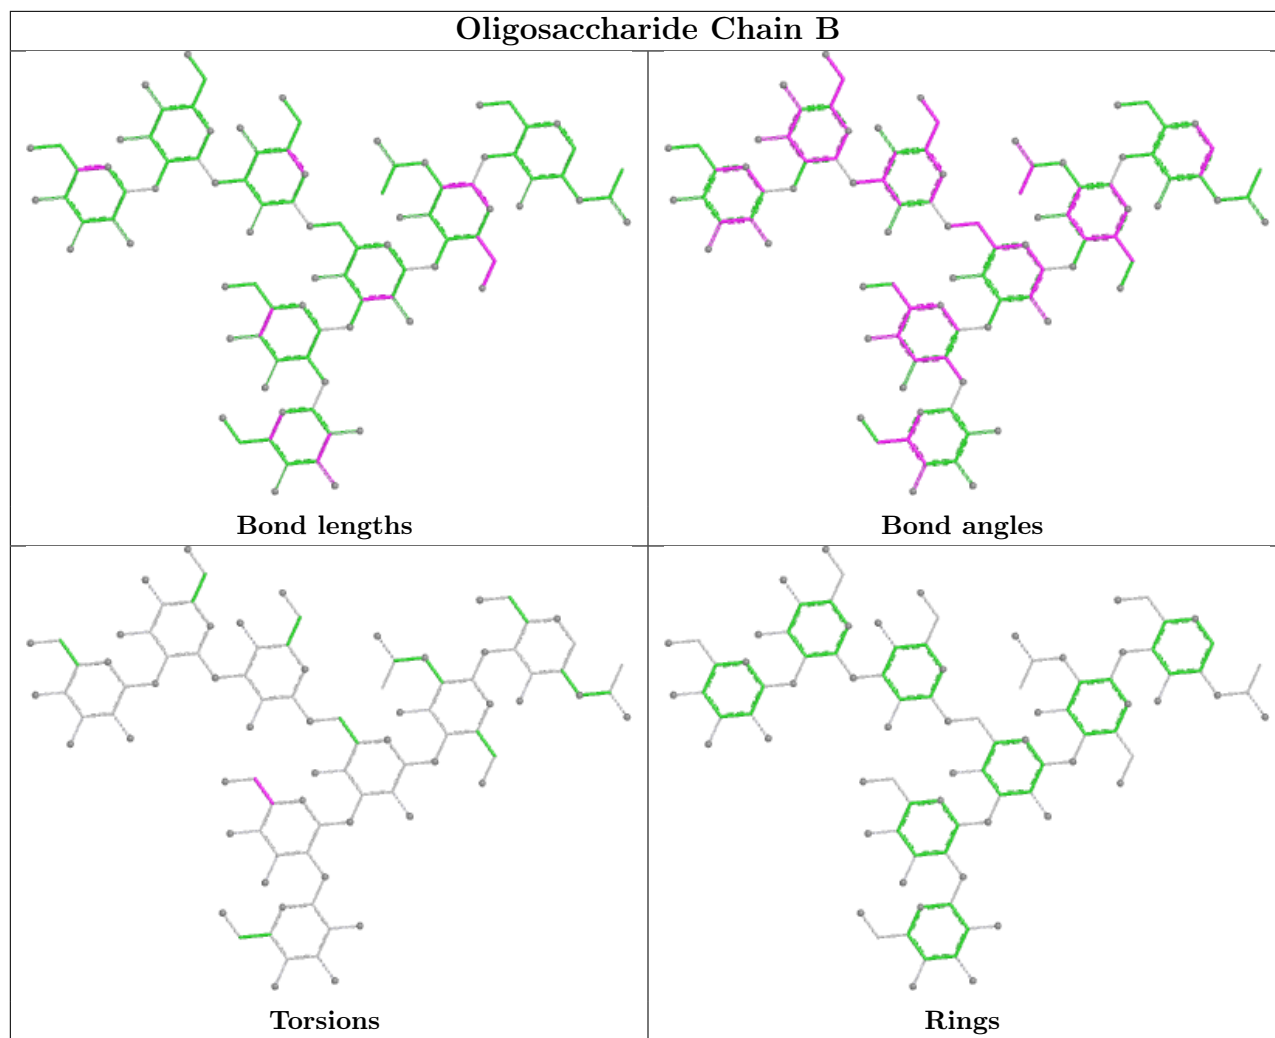 Oligosaccharide Chain B
Bond lengths
Bond angles
Torsions
Rings